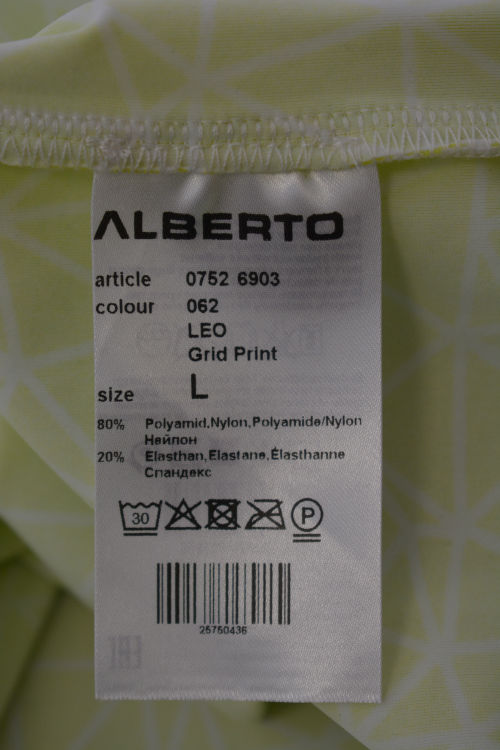 ALBERTO
article 0752 6903
colour 062
LEO
Grid Print
size L
80% Polyamid,Nylon,Polyamide/Nylon
Нейлон
20% Elasthan,Elastane,Élasthanne
Спандекс
30 P
25750436